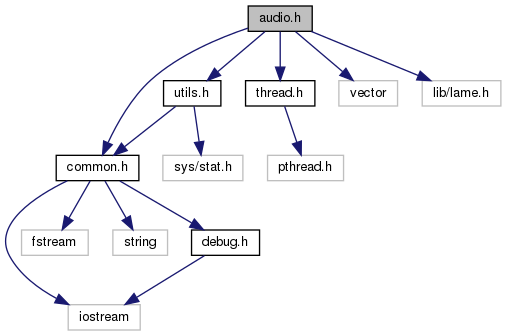 audio.h
utils.h
thread.h
vector
lib/lame.h
common.h
sys/stat.h
pthread.h
fstream
string
debug.h
iostream